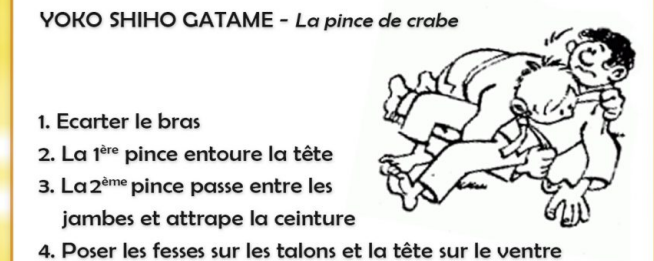 YOKO SHIHO GATAME - La pince de crabe
1. Ecarter le bras
2. La 1ère pince entoure la tête
3. La 2ème pince passe entre les
jambes et attrape la ceinture
4. Poser les fesses sur les talons et la tête sur le ventre